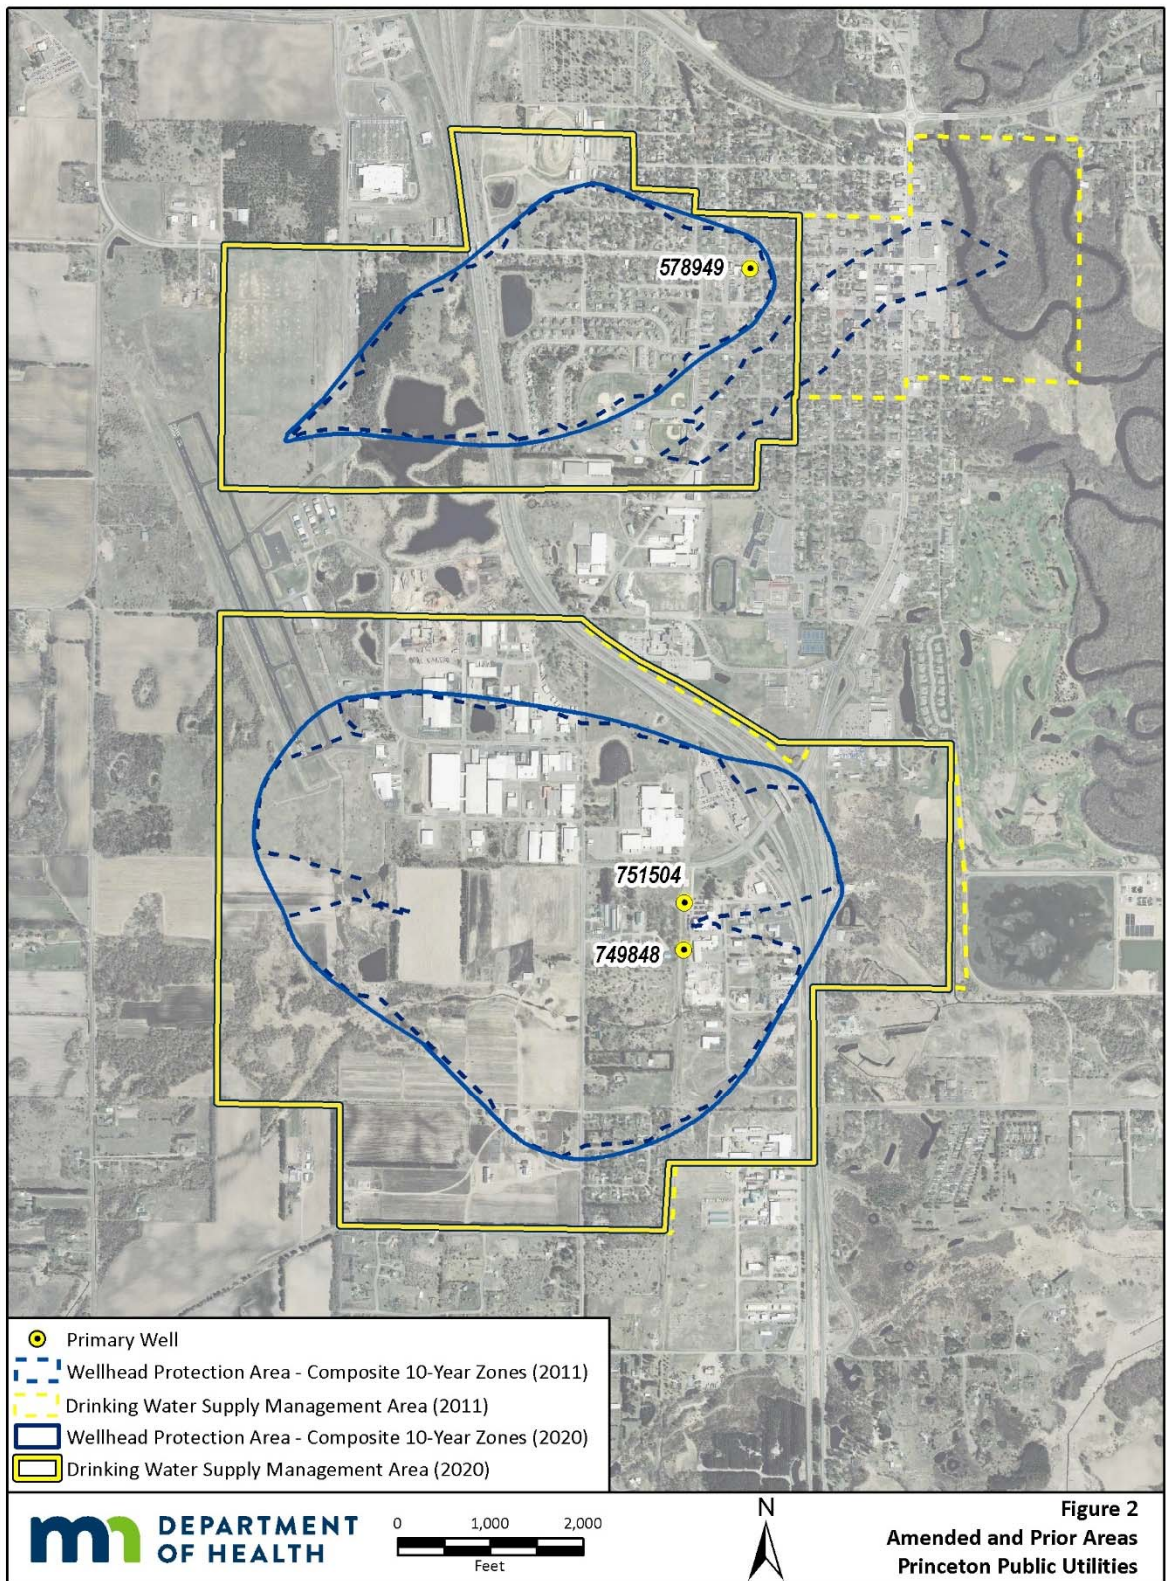 578949
751504
749848
Primary Well
Wellhead Protection Area - Composite 10-Year Zones (2011)
Drinking Water Supply Management Area (2011)
Wellhead Protection Area - Composite 10-Year Zones (2020)
Drinking Water Supply Management Area (2020)
mn DEPARTMENT
OF HEALTH
0 1,000 2,000
Feet
N
Figure 2
Amended and Prior Areas
Princeton Public Utilities